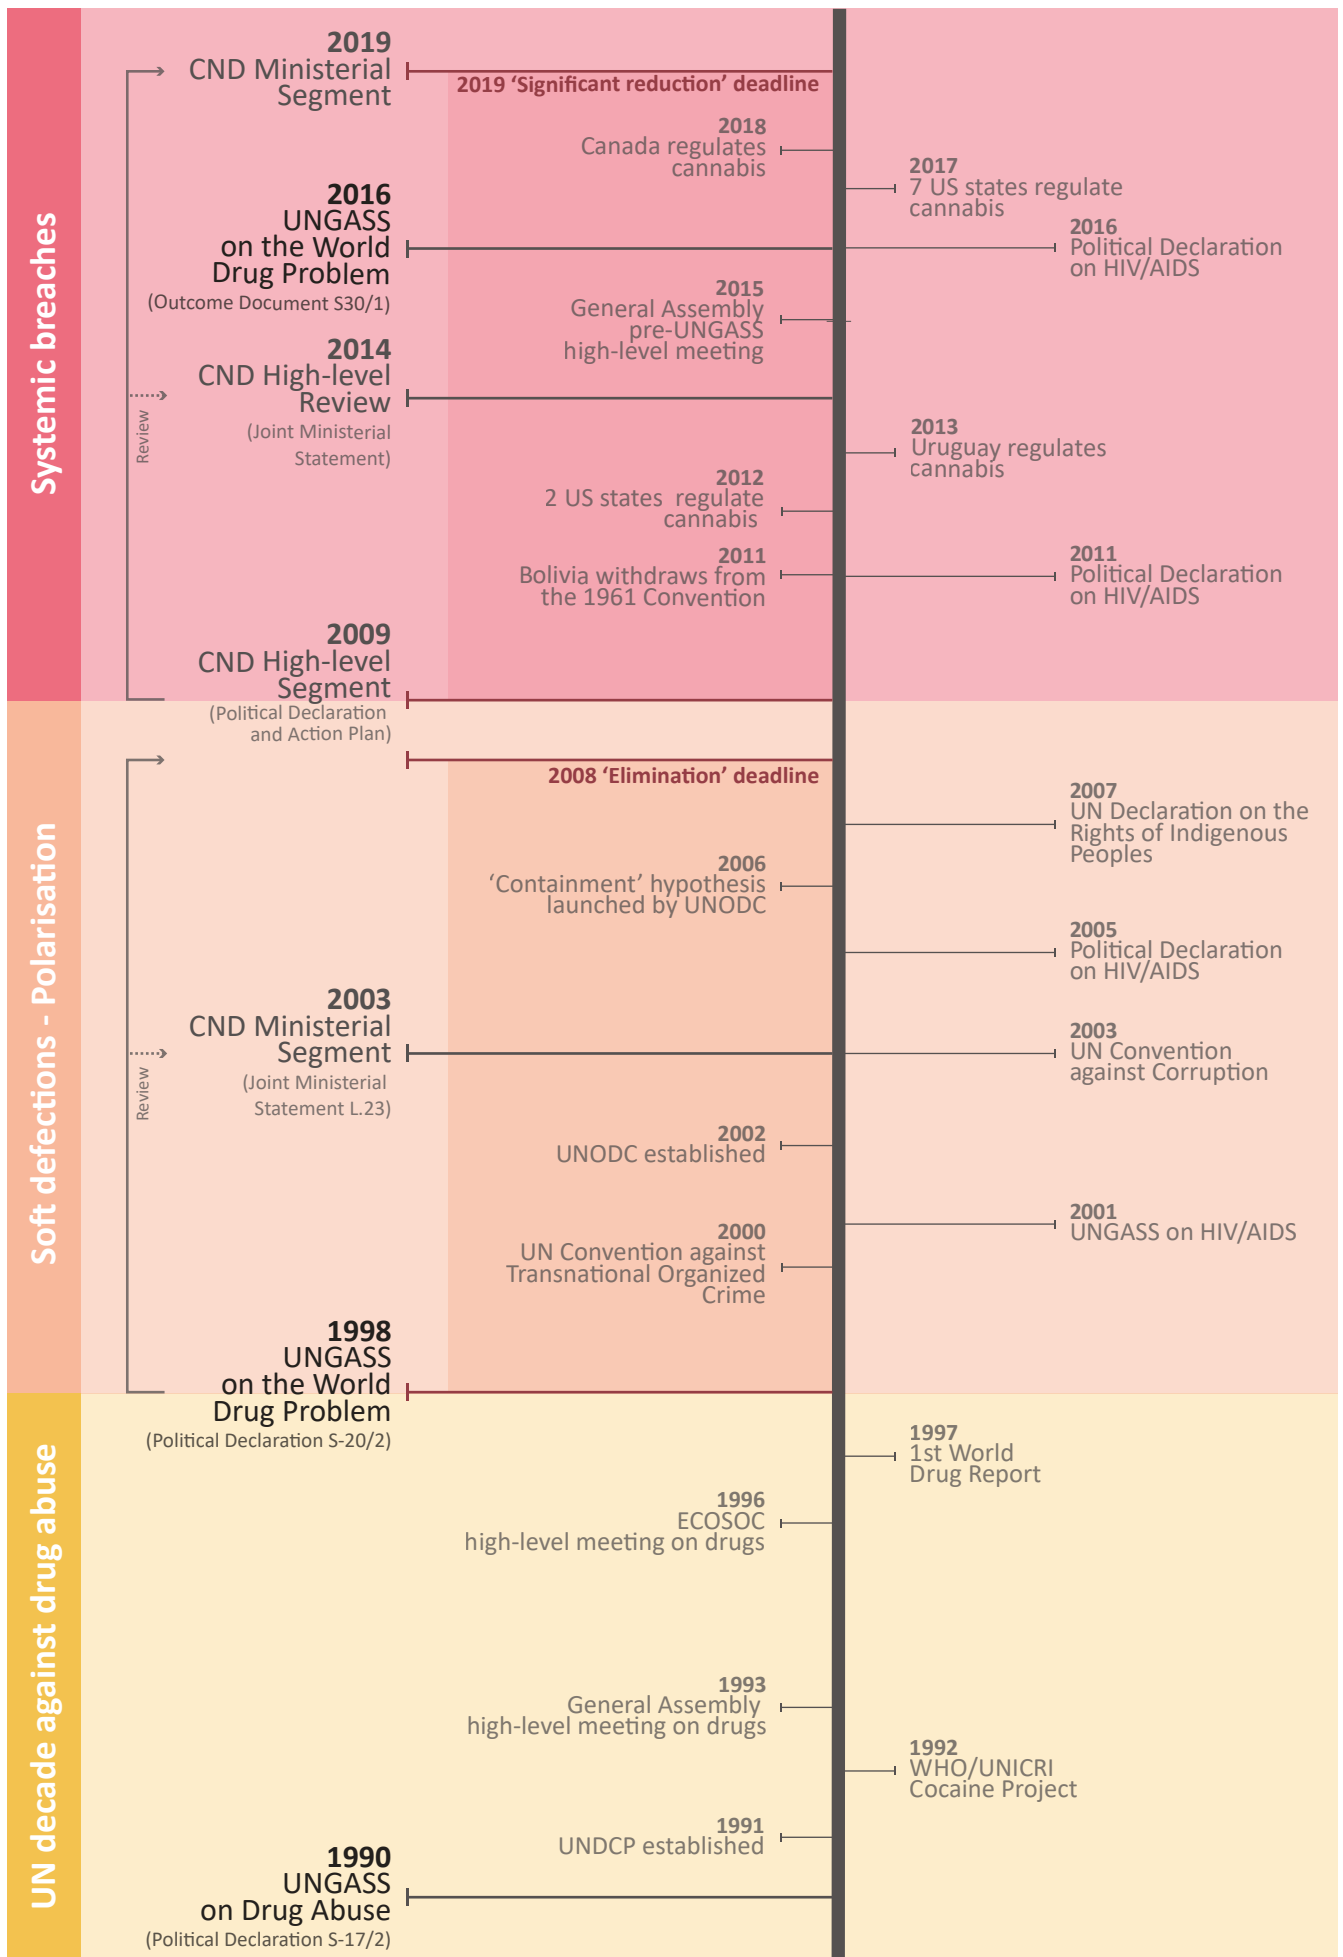 Systemic breaches
2019
CND Ministerial
Segment
2019 ‘Significant reduction’ deadline
2018
Canada regulates
cannabis
2017
7 US states regulate
cannabis
2016
UNGASS
on the World
Drug Problem
(Outcome Document S30/1)
2016
Political Declaration
on HIV/AIDS
2015
General Assembly
pre-UNGASS
high-level meeting
2014
CND High-level
Review
(Joint Ministerial
Statement)
Review
2013
Uruguay regulates
cannabis
2012
2 US states regulate
cannabis
2011
Bolivia withdraws from
the 1961 Convention
2011
Political Declaration
on HIV/AIDS
2009
CND High-level
Segment
(Political Declaration
and Action Plan)
Soft defections - Polarisation
2008 ‘Elimination’ deadline
2007
UN Declaration on the
Rights of Indigenous
Peoples
2006
‘Containment’ hypothesis
launched by UNODC
2005
Political Declaration
on HIV/AIDS
2003
CND Ministerial
Segment
(Joint Ministerial
Statement L.23)
Review
2003
UN Convention
against Corruption
2002
UNODC established
2001
UNGASS on HIV/AIDS
2000
UN Convention against
Transnational Organized
Crime
1998
UNGASS
on the World
Drug Problem
(Political Declaration S-20/2)
UN decade against drug abuse
1997
1st World
Drug Report
1996
ECOSOC
high-level meeting on drugs
1993
General Assembly
high-level meeting on drugs
1992
WHO/UNICRI
Cocaine Project
1991
UNDCP established
1990
UNGASS
on Drug Abuse
(Political Declaration S-17/2)